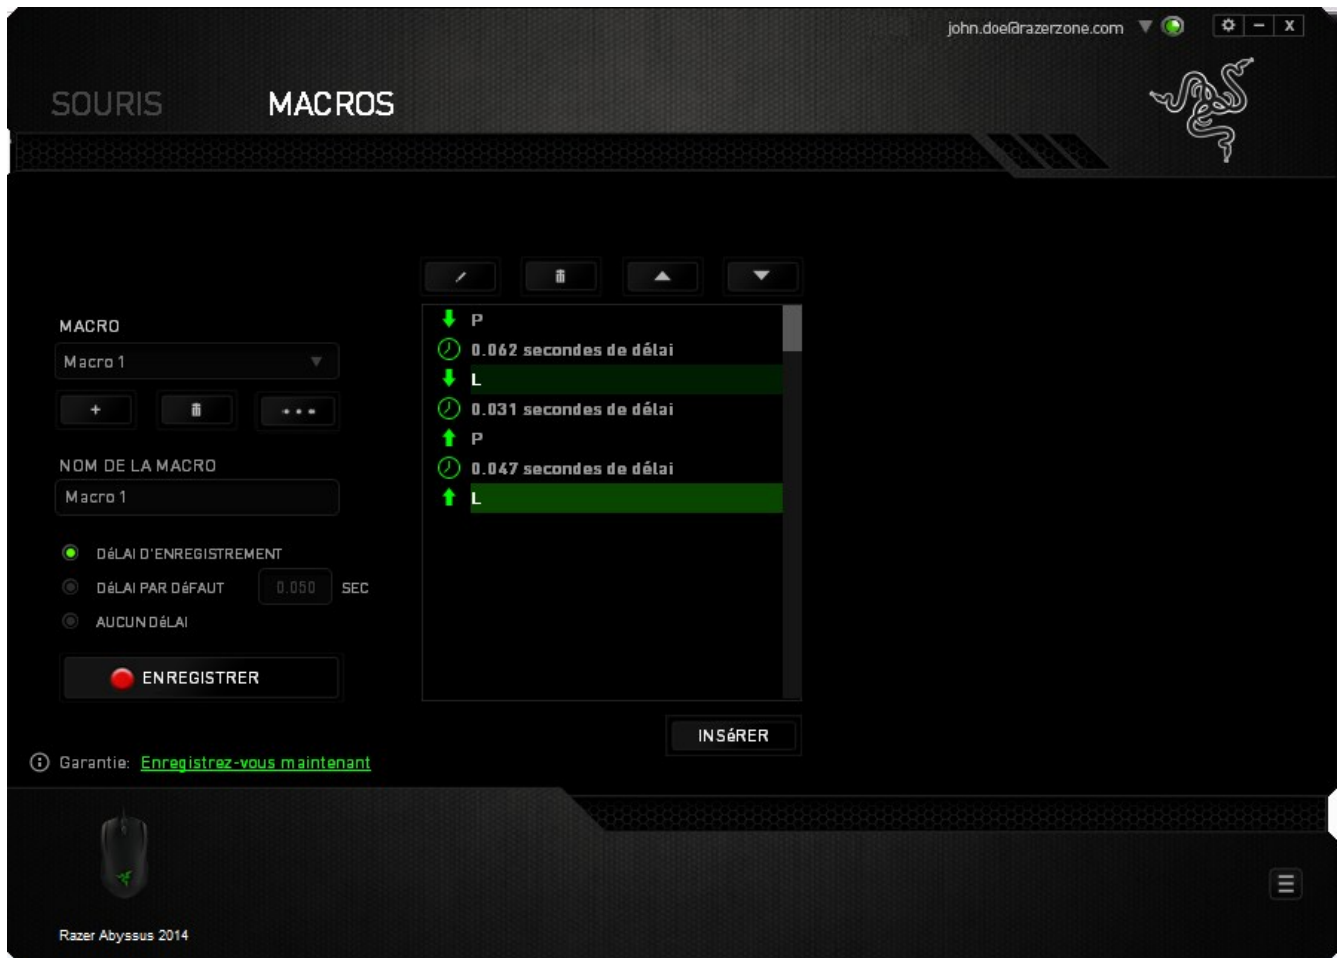 john.doe@razerzone.com
X
SOURIS
MACROS
MACRO
Macro 1
NOM DE LA MACRO
Macro 1
DéLAI D'ENREGISTREMENT
DéLAI PAR DéFAUT 0.050 SEC
AUCUN DéLAI
ENREGISTRER
P
0.062 secondes de délai
L
0.031 secondes de délai
P
0.047 secondes de délai
L
INSéRER
Garantie: Enregistrez-vous maintenant
Razer Abyssus 2014